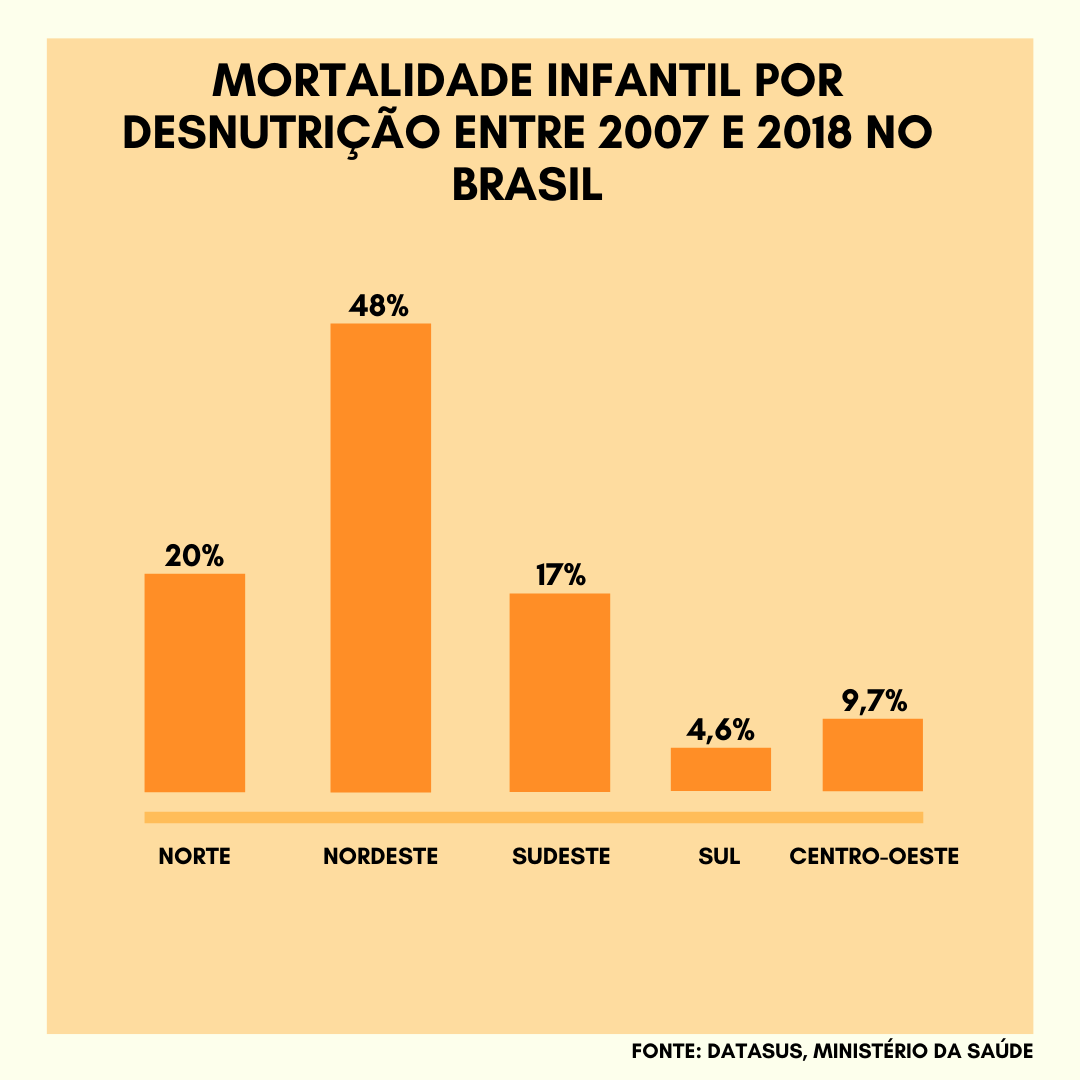 MORTALIDADE INFANTIL POR
DESNUTRIÇÃO ENTRE 2007 E 2018 NO
BRASIL
48%
20%
17%
9,7%
4,6%
NORTE NORDESTE SUDESTE SUL CENTRO-OESTE
FONTE: DATASUS, MINISTÉRIO DA SAÚDE